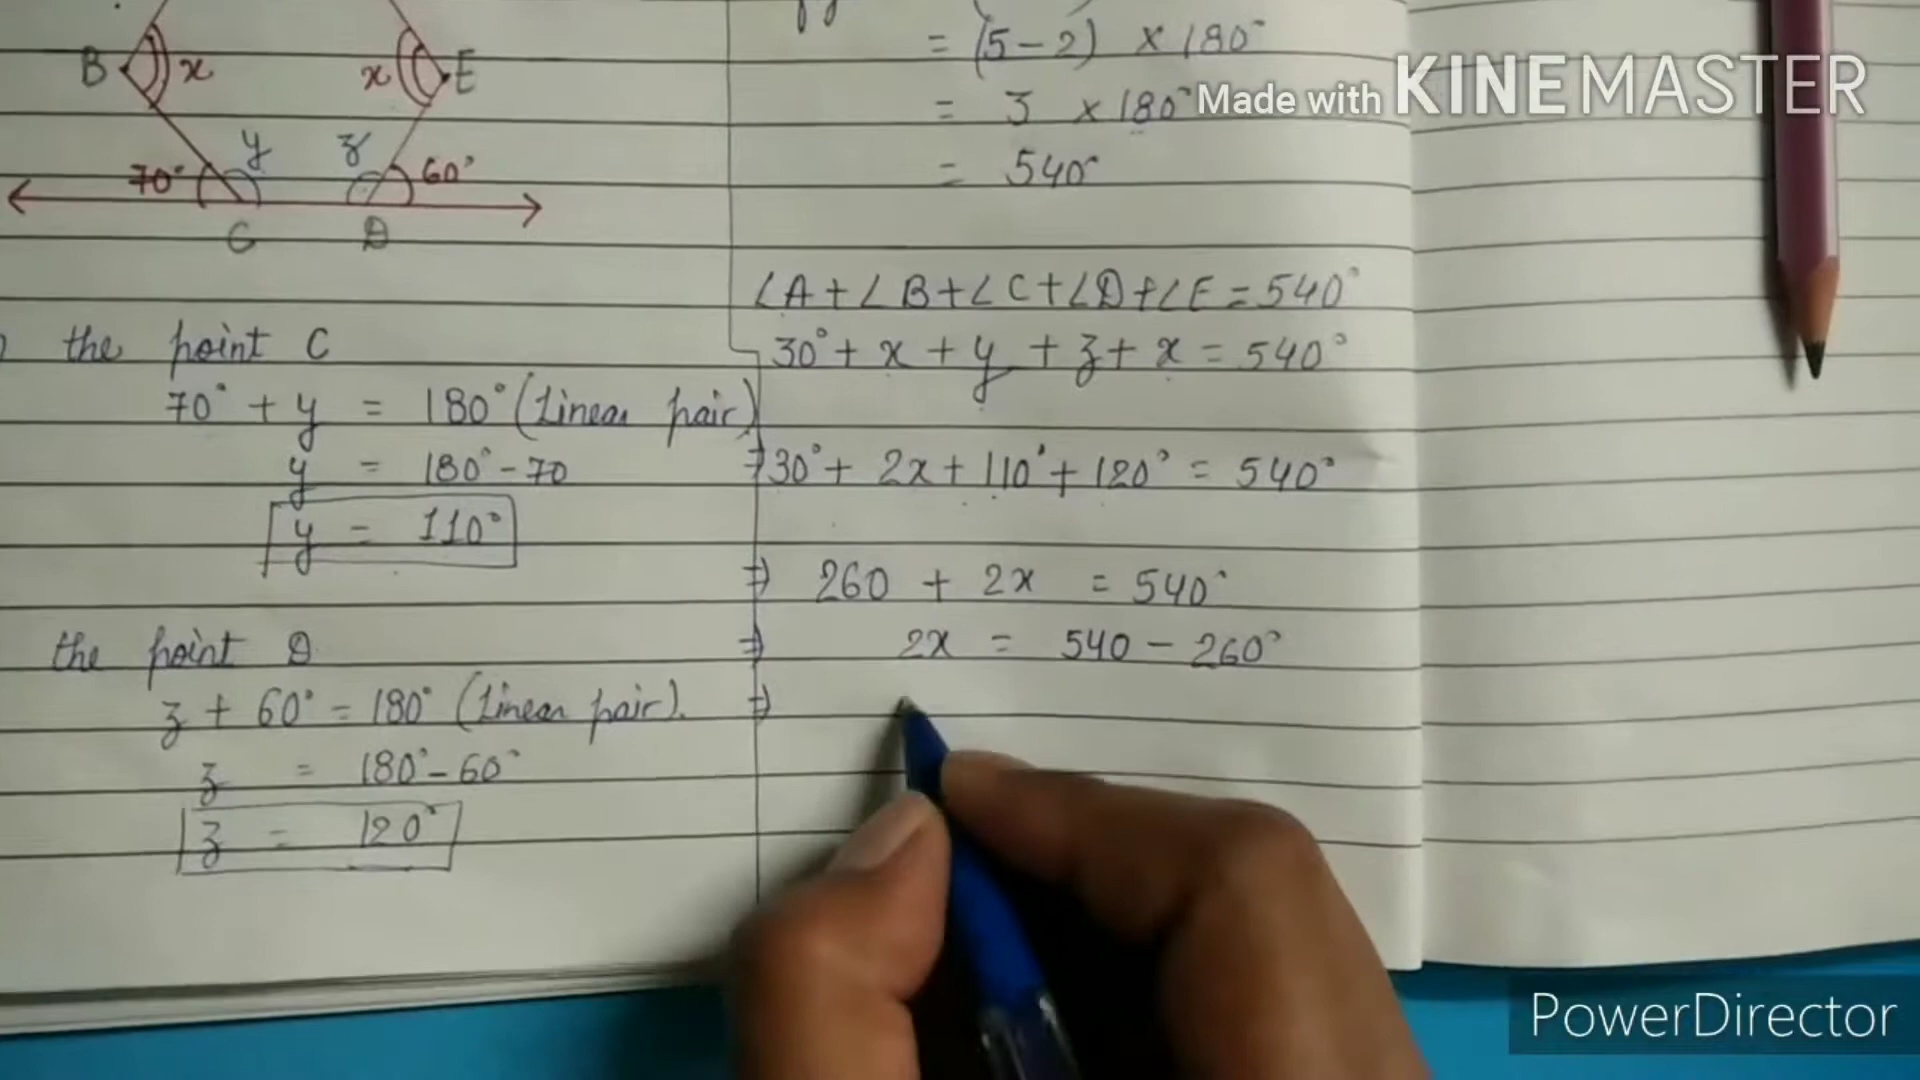 B x x E
y z
70° 60°
C D
the point C
70° + y = 180° (Linear pair)
y = 180° - 70
y = 110°
the point D
z + 60° = 180° (Linear pair).
z = 180° - 60°
z = 120°
= (5-2) × 180°
= 3 × 180°
= 540°
∠A + ∠B + ∠C + ∠D + ∠E = 540°
30° + x + y + z + x = 540°
⇒ 30° + 2x + 110° + 120° = 540°
⇒ 260 + 2x = 540°
⇒ 2x = 540 - 260°
⇒
Made with KINEMASTER
PowerDirector